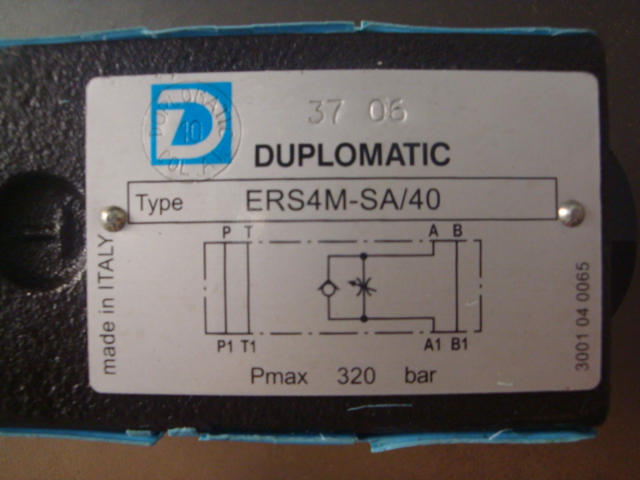 37 06
D
DUPLOMATIC
Type ERS4M-SA/40
P T A B
P1 T1 A1 B1
Pmax 320 bar
made in ITALY
3001 04 0065
10